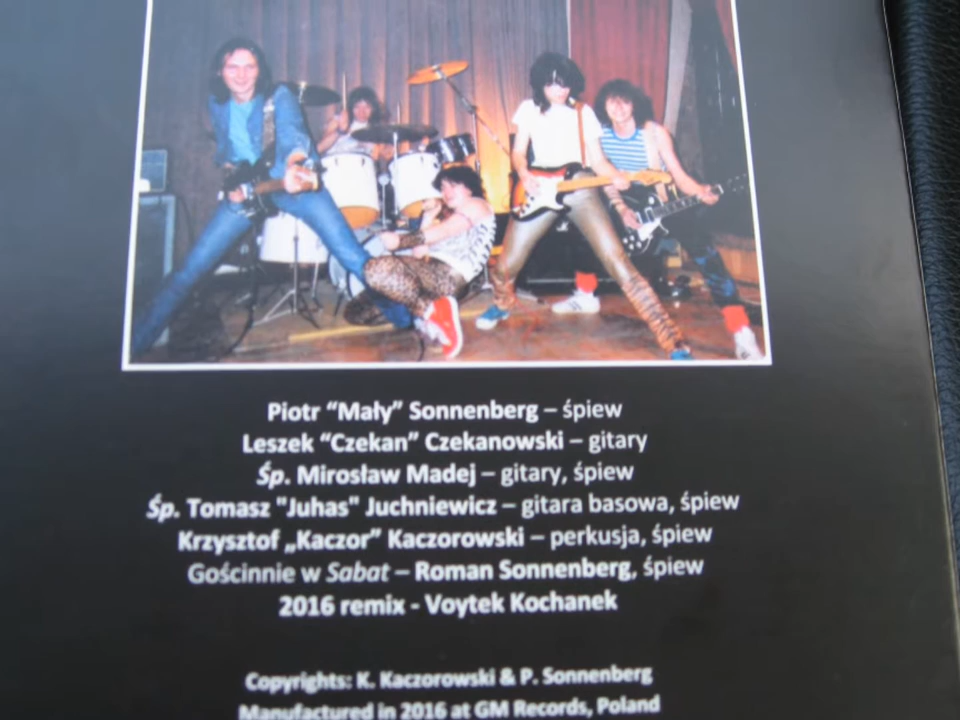 Piotr “Mały” Sonnenberg – śpiew
Leszek “Czekan” Czekanowski – gitary
Śp. Mirosław Madej – gitary, śpiew
Śp. Tomasz "Juhas" Juchniewicz – gitara basowa, śpiew
Krzysztof „Kaczor” Kaczorowski – perkusja, śpiew
Gościnnie w Sabat – Roman Sonnenberg, śpiew
2016 remix - Voytek Kochanek
Copyrights: K. Kaczorowski & P. Sonnenberg
Manufactured in 2016 at GM Records, Poland